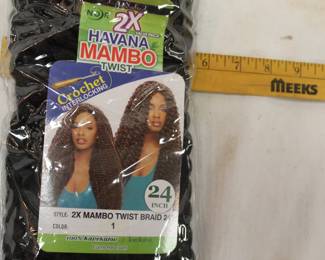 2X
HAVANA
MAMBO
TWIST
Crochet
INTERLOCKING
24
INCH
STYLE: 2X MAMBO TWIST BRAID 24
COLOR: 1
100% Kanekalon
6 7 8 9
MEEKS